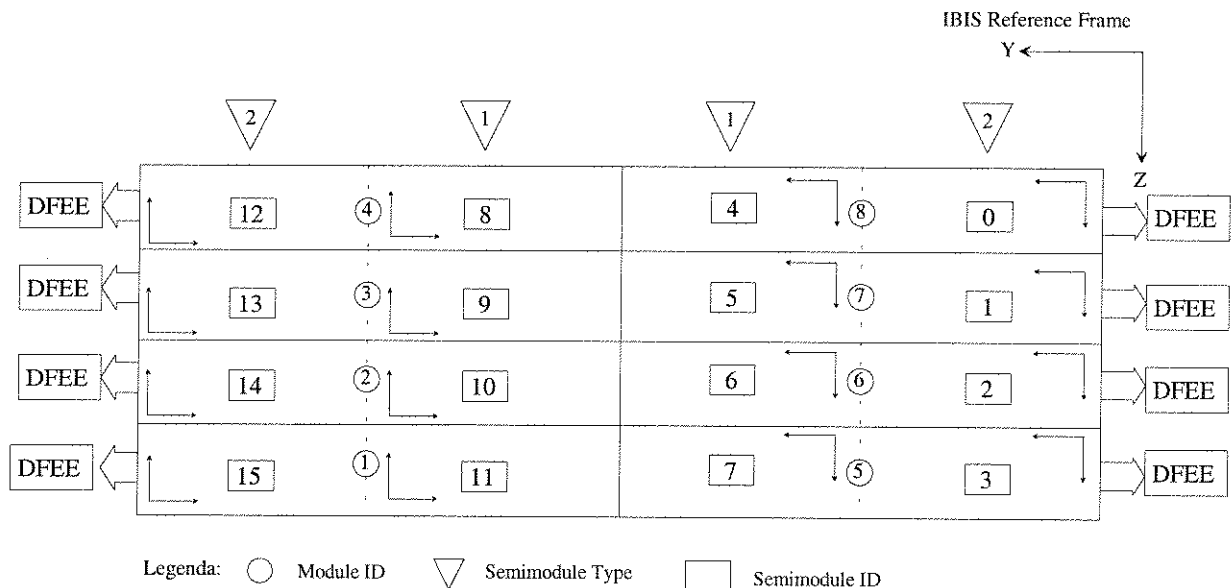 IBIS Reference Frame
Y
2 1 1 2
Z
DFEE 12 4 8 4 8 0 DFEE
DFEE 13 3 9 5 7 1 DFEE
DFEE 14 2 10 6 6 2 DFEE
DFEE 15 1 11 7 5 3 DFEE
Legenda: Module ID Semimodule Type Semimodule ID